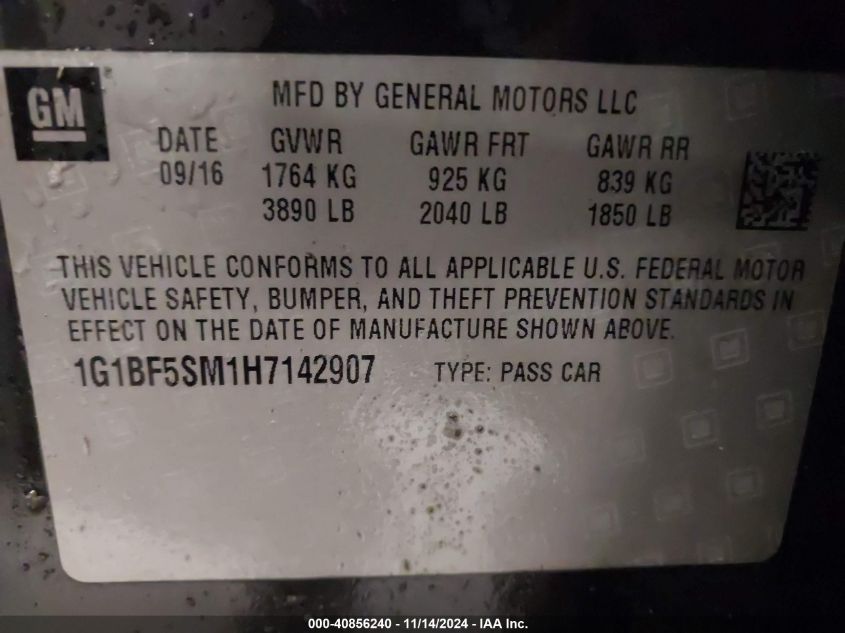 GM
MFD BY GENERAL MOTORS LLC
DATE GVWR GAWR FRT GAWR RR
09/16 1764 KG 925 KG 839 KG
3890 LB 2040 LB 1850 LB
THIS VEHICLE CONFORMS TO ALL APPLICABLE U.S. FEDERAL MOTOR
VEHICLE SAFETY, BUMPER, AND THEFT PREVENTION STANDARDS IN
EFFECT ON THE DATE OF MANUFACTURE SHOWN ABOVE.
1G1BF5SM1H7142907 TYPE: PASS CAR
000-40856240 - 11/14/2024 - IAA Inc.